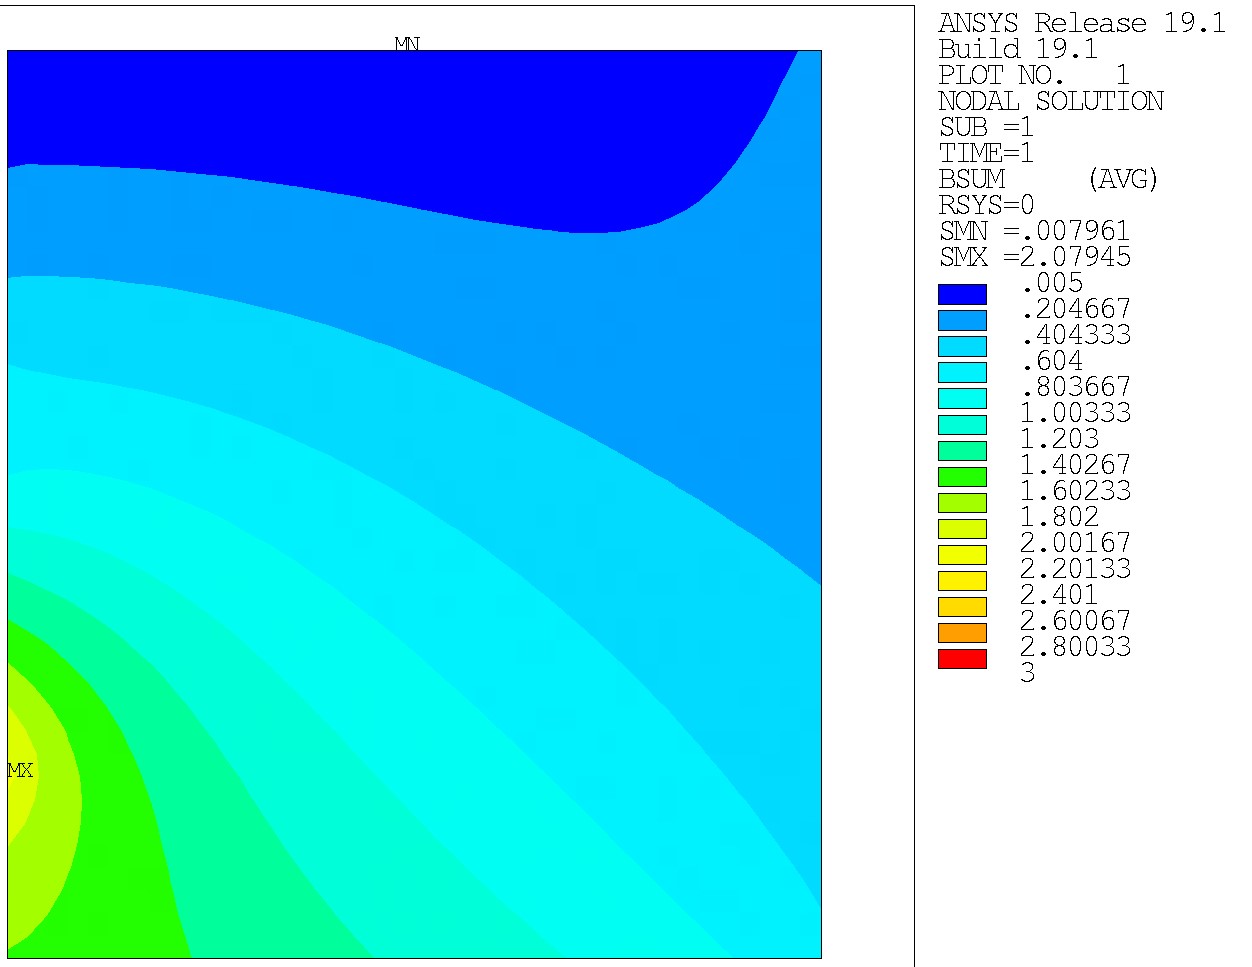 MN
MX
ANSYS Release 19.1
Build 19.1
PLOT NO.   1
NODAL SOLUTION
SUB =1
TIME=1
BSUM     (AVG)
RSYS=0
SMN =.007961
SMX =2.07945
.005
.204667
.404333
.604
.803667
1.00333
1.203
1.40267
1.60233
1.802
2.00167
2.20133
2.401
2.60067
2.80033
3